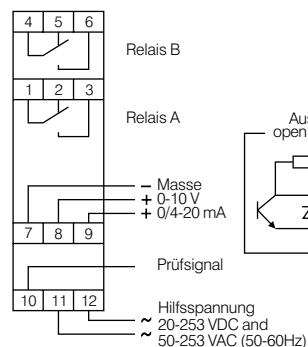 4 5 6
Relais B
1 2 3
Relais A
− Masse
+ 0-10 V
+ 0/4-20 mA
7 8 9
Prüfsignal
10 11 12
Hilfsspannung
~ 20-253 VDC and
~ 50-253 VAC (50-60Hz)
open